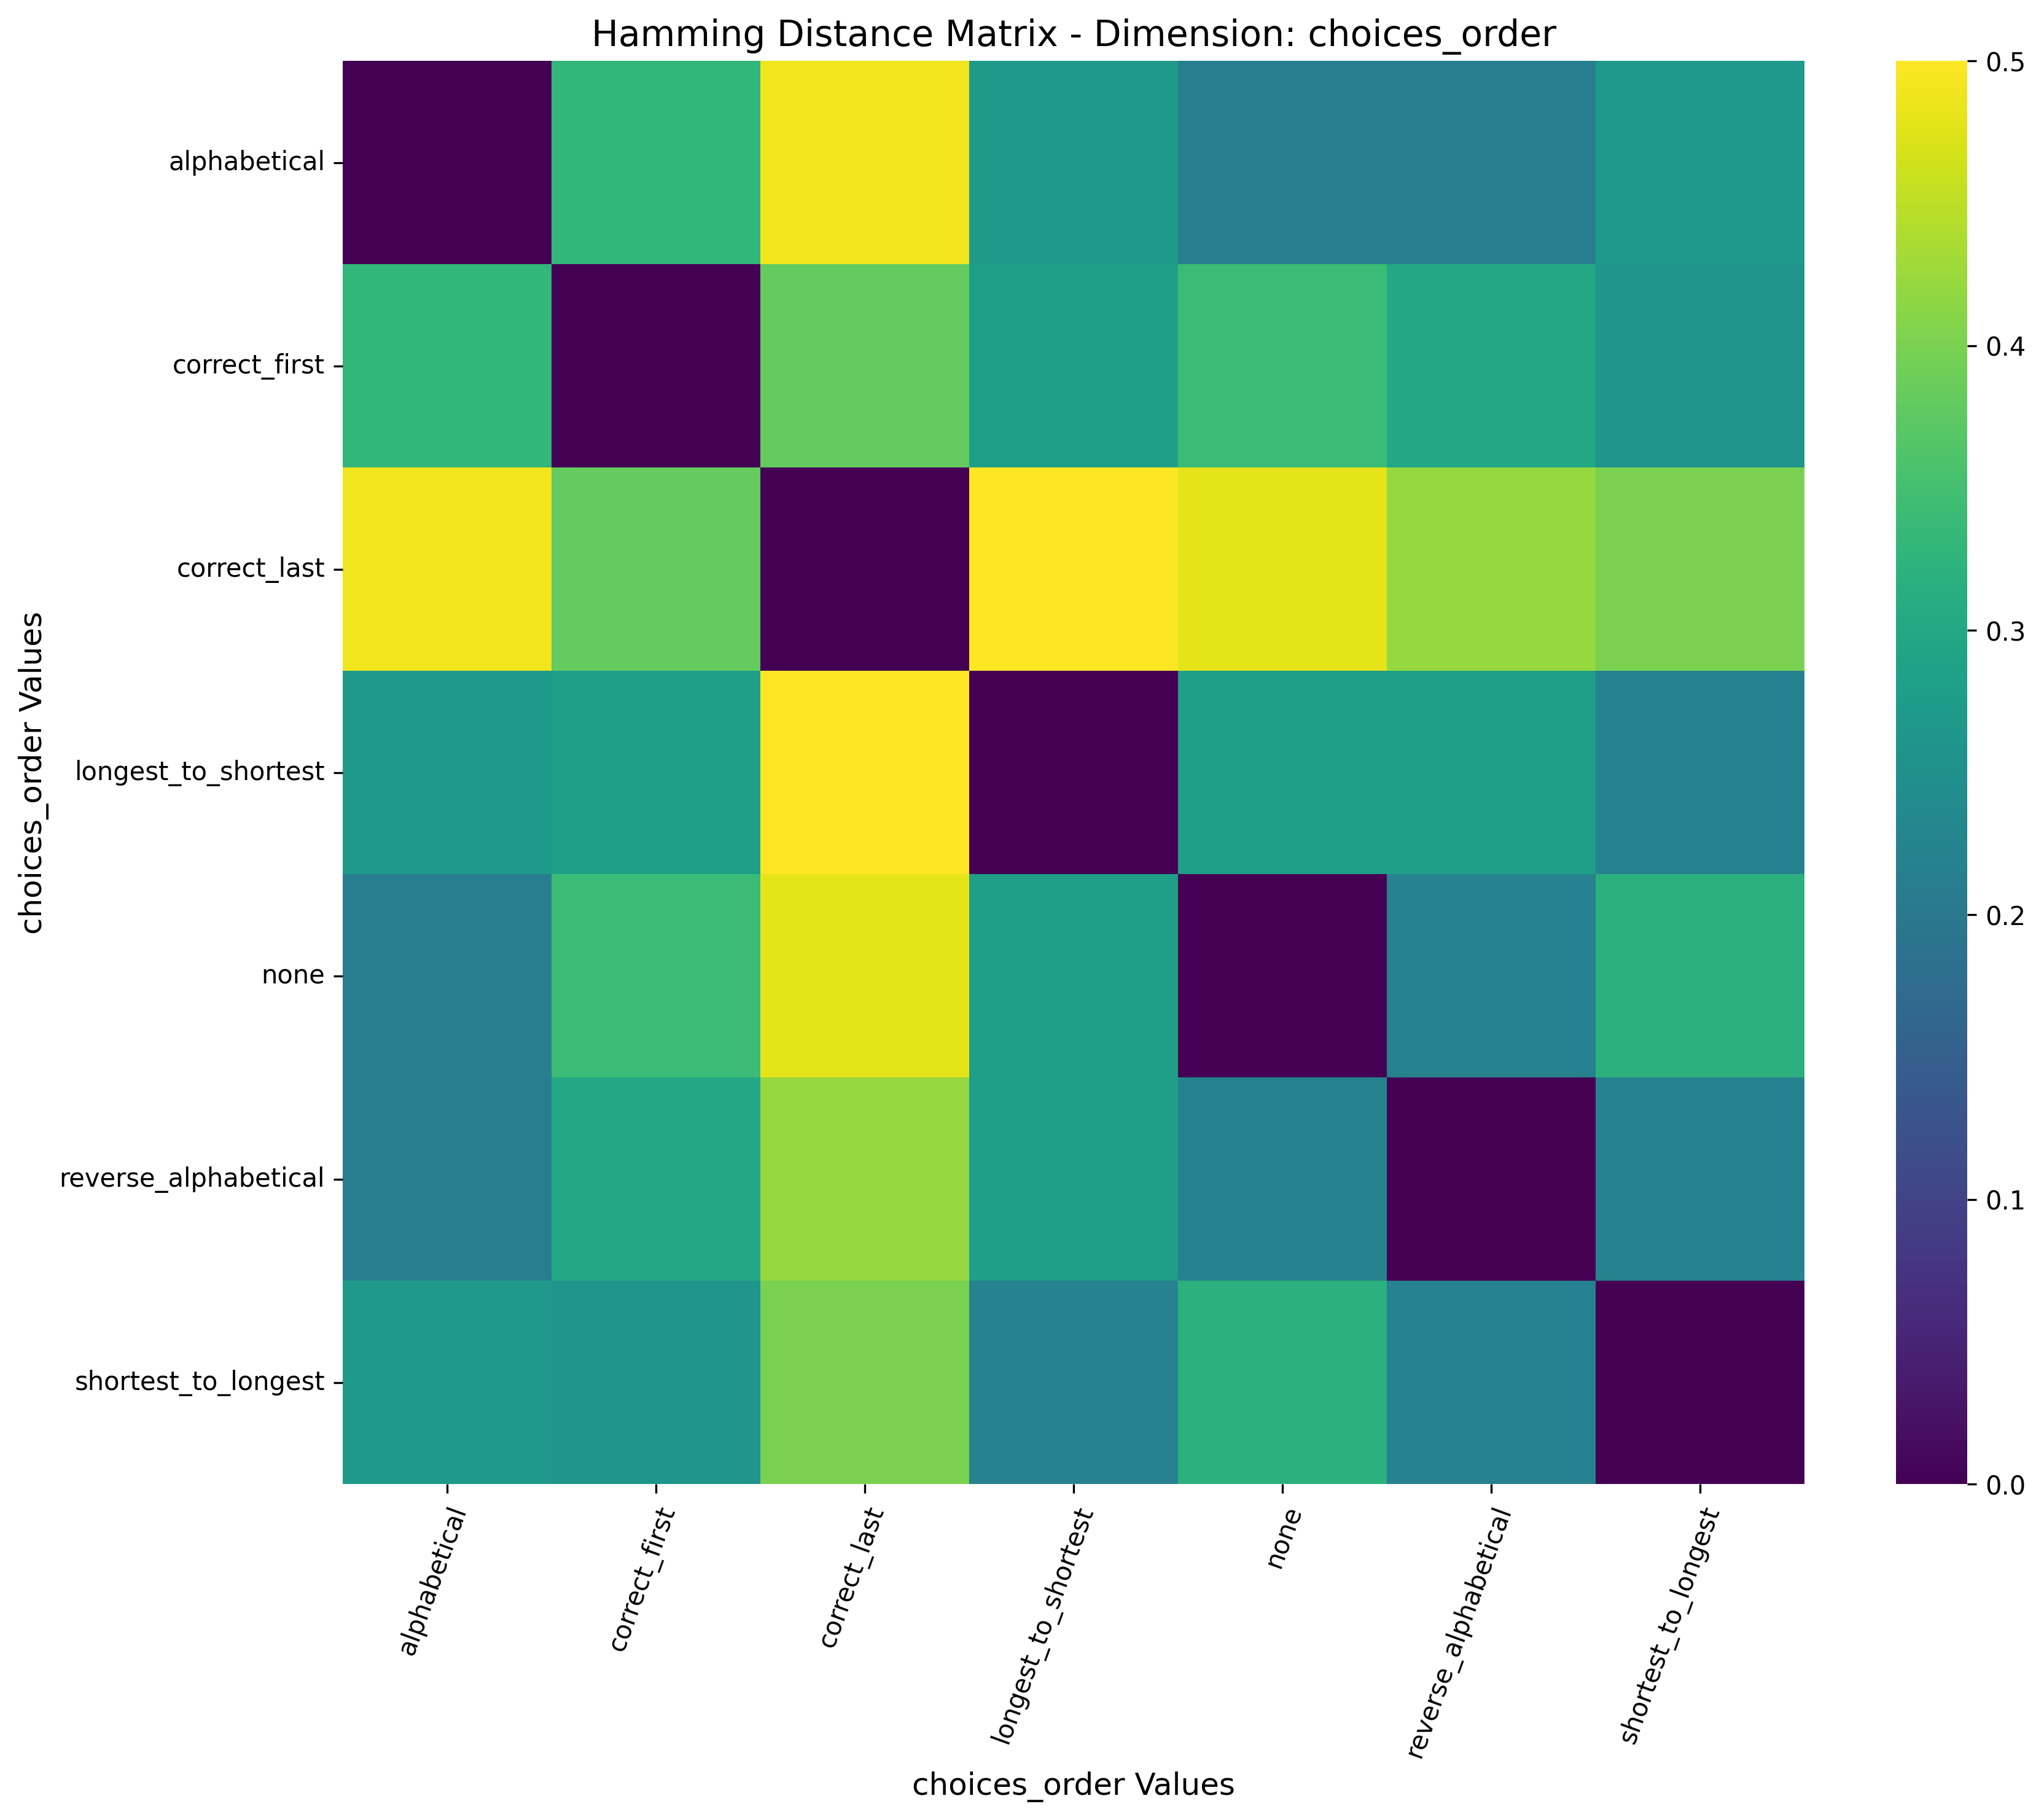 Hamming Distance Matrix - Dimension: choices_order
choices_order Values
alphabetical
correct_first
correct_last
longest_to_shortest
none
reverse_alphabetical
shortest_to_longest
alphabetical
correct_first
correct_last
longest_to_shortest
none
reverse_alphabetical
shortest_to_longest
choices_order Values
0.5
0.4
0.3
0.2
0.1
0.0